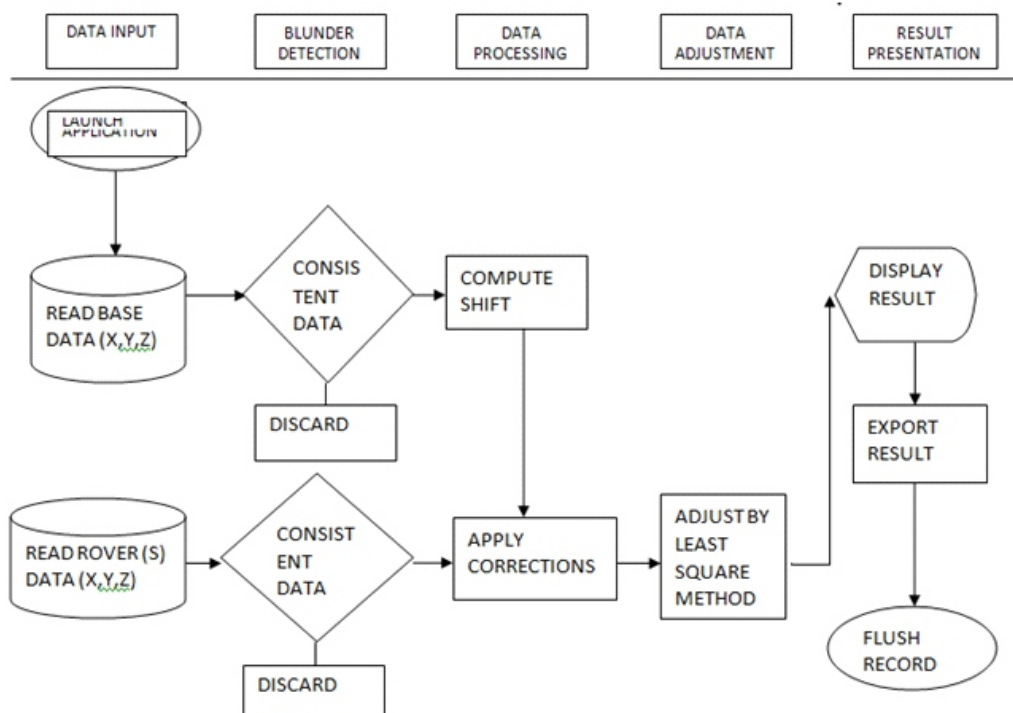 DATA INPUT
BLUNDER
DETECTION
DATA
PROCESSING
DATA
ADJUSTMENT
RESULT
PRESENTATION
LAUNCH
APPLICATION
READ BASE
DATA (X,Y,Z)
CONSIS
TENT
DATA
COMPUTE
SHIFT
DISPLAY
RESULT
DISCARD
EXPORT
RESULT
READ ROVER (S)
DATA (X,Y,Z)
CONSIST
ENT
DATA
APPLY
CORRECTIONS
ADJUST BY
LEAST
SQUARE
METHOD
FLUSH
RECORD
DISCARD